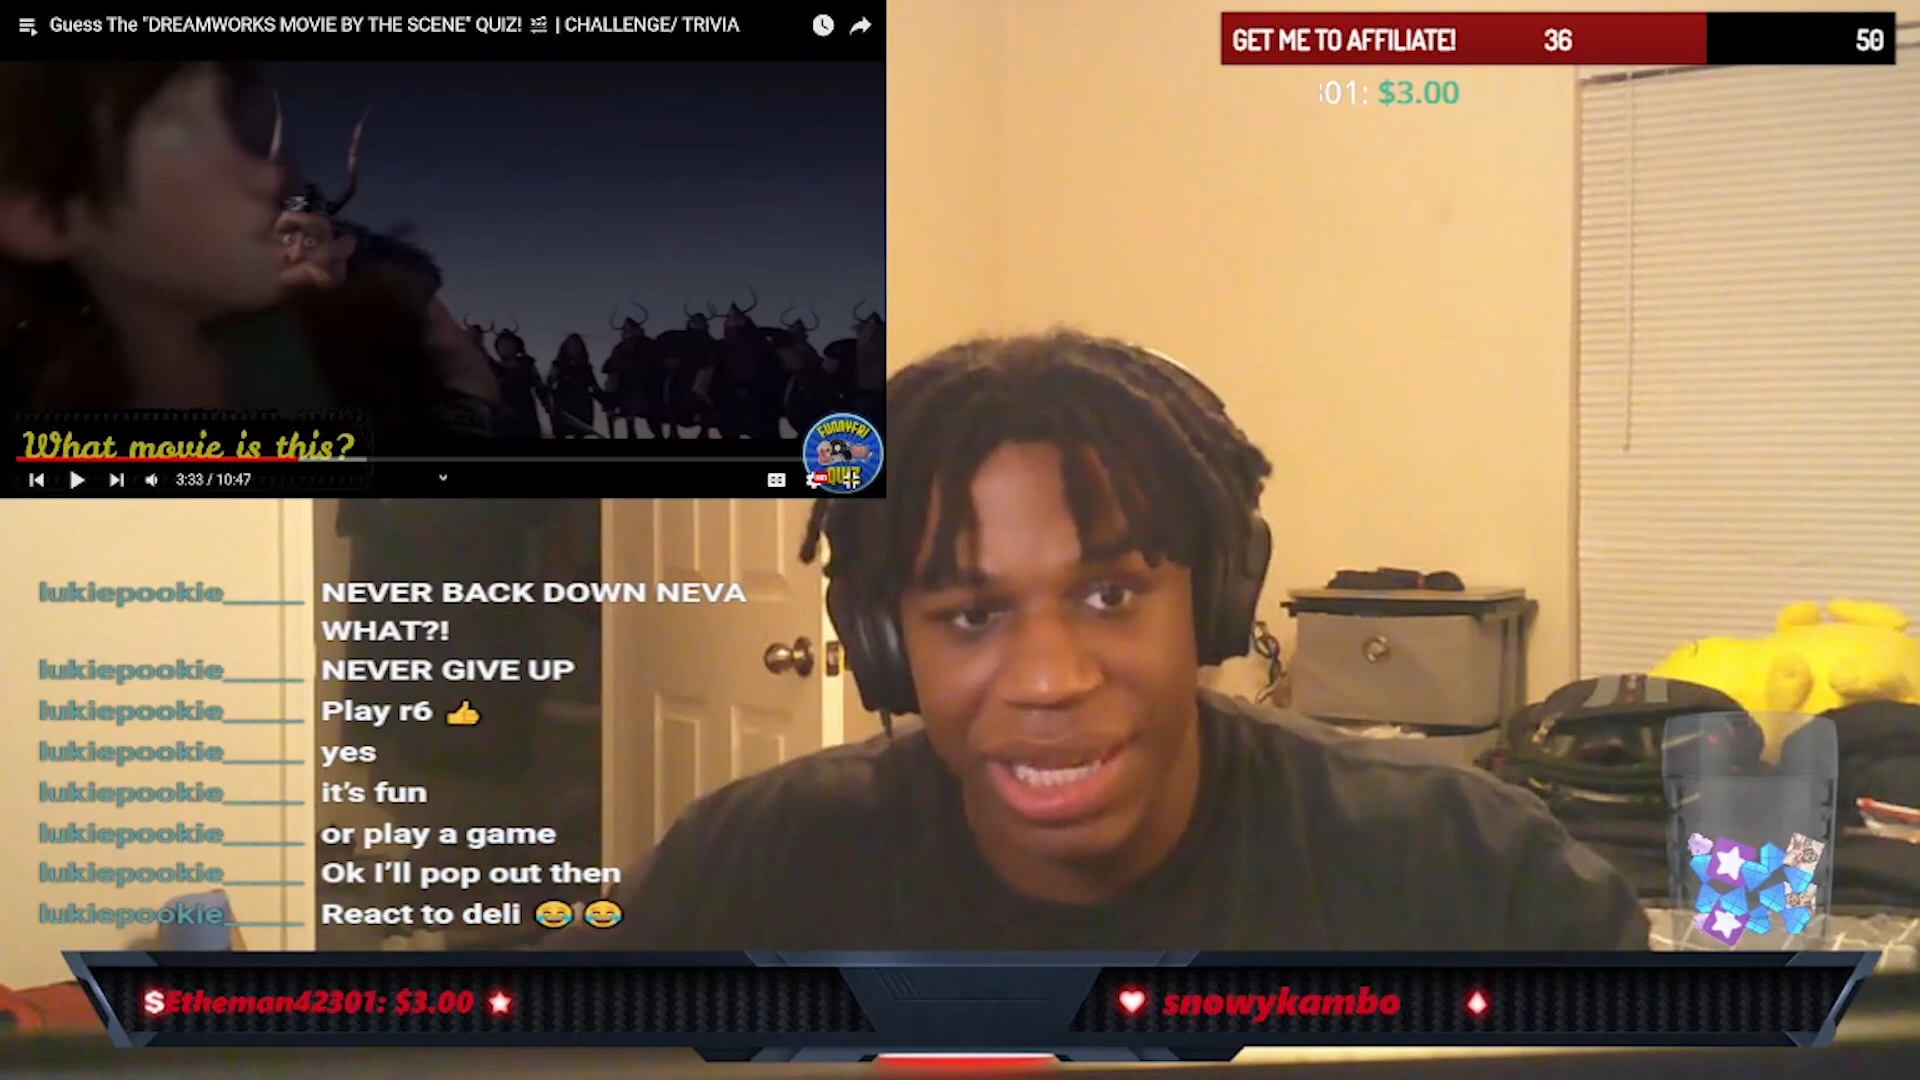 Guess The "DREAMWORKS MOVIE BY THE SCENE" QUIZ! 🎬 | CHALLENGE/ TRIVIA
GET ME TO AFFILIATE! 36 50
01: $3.00
What movie is this?
FUNNYFRI
QUIZ
3:33 / 10:47
lukiepookie_____ NEVER BACK DOWN NEVA
WHAT?!
lukiepookie_____ NEVER GIVE UP
lukiepookie_____ Play r6 👍
lukiepookie_____ yes
lukiepookie_____ it's fun
lukiepookie_____ or play a game
lukiepookie_____ Ok I'll pop out then
lukiepookie_____ React to deli 😂 😂
$Etheman42301: $3.00
snowykambo